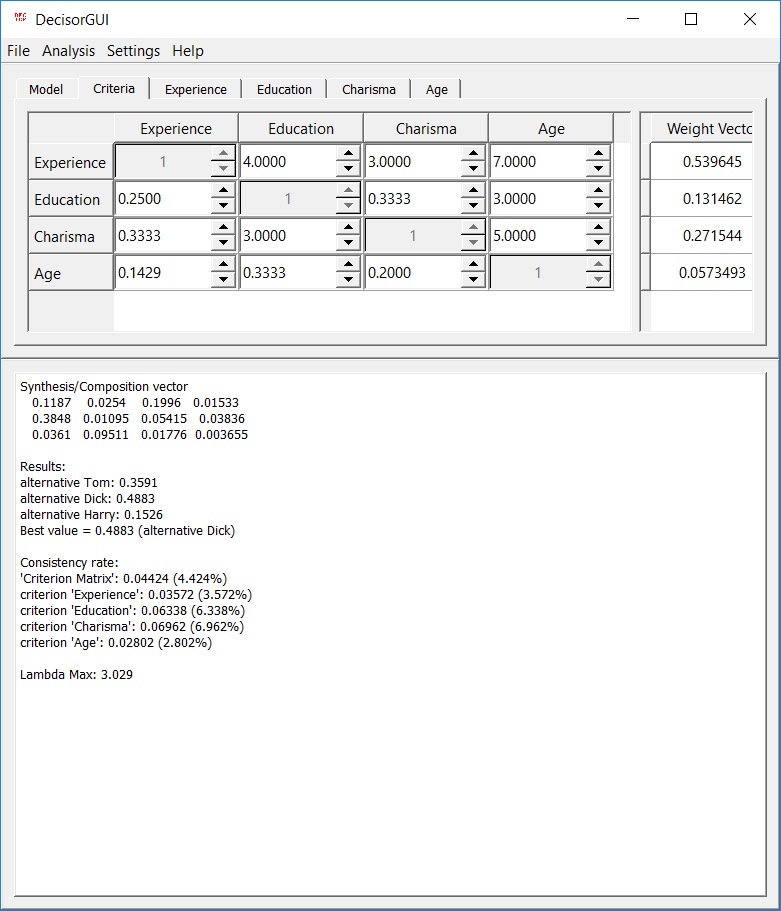 DecisorGUI
File Analysis Settings Help
Model Criteria Experience Education Charisma Age
Experience Education Charisma Age Weight Vecto
Experience 1 4.0000 3.0000 7.0000 0.539645
Education 0.2500 1 0.3333 3.0000 0.131462
Charisma 0.3333 3.0000 1 5.0000 0.271544
Age 0.1429 0.3333 0.2000 1 0.0573493
Synthesis/Composition vector
0.1187 0.0254 0.1996 0.01533
0.3848 0.01095 0.05415 0.03836
0.0361 0.09511 0.01776 0.003655
Results:
alternative Tom: 0.3591
alternative Dick: 0.4883
alternative Harry: 0.1526
Best value = 0.4883 (alternative Dick)
Consistency rate:
'Criterion Matrix': 0.04424 (4.424%)
criterion 'Experience': 0.03572 (3.572%)
criterion 'Education': 0.06338 (6.338%)
criterion 'Charisma': 0.06962 (6.962%)
criterion 'Age': 0.02802 (2.802%)
Lambda Max: 3.029